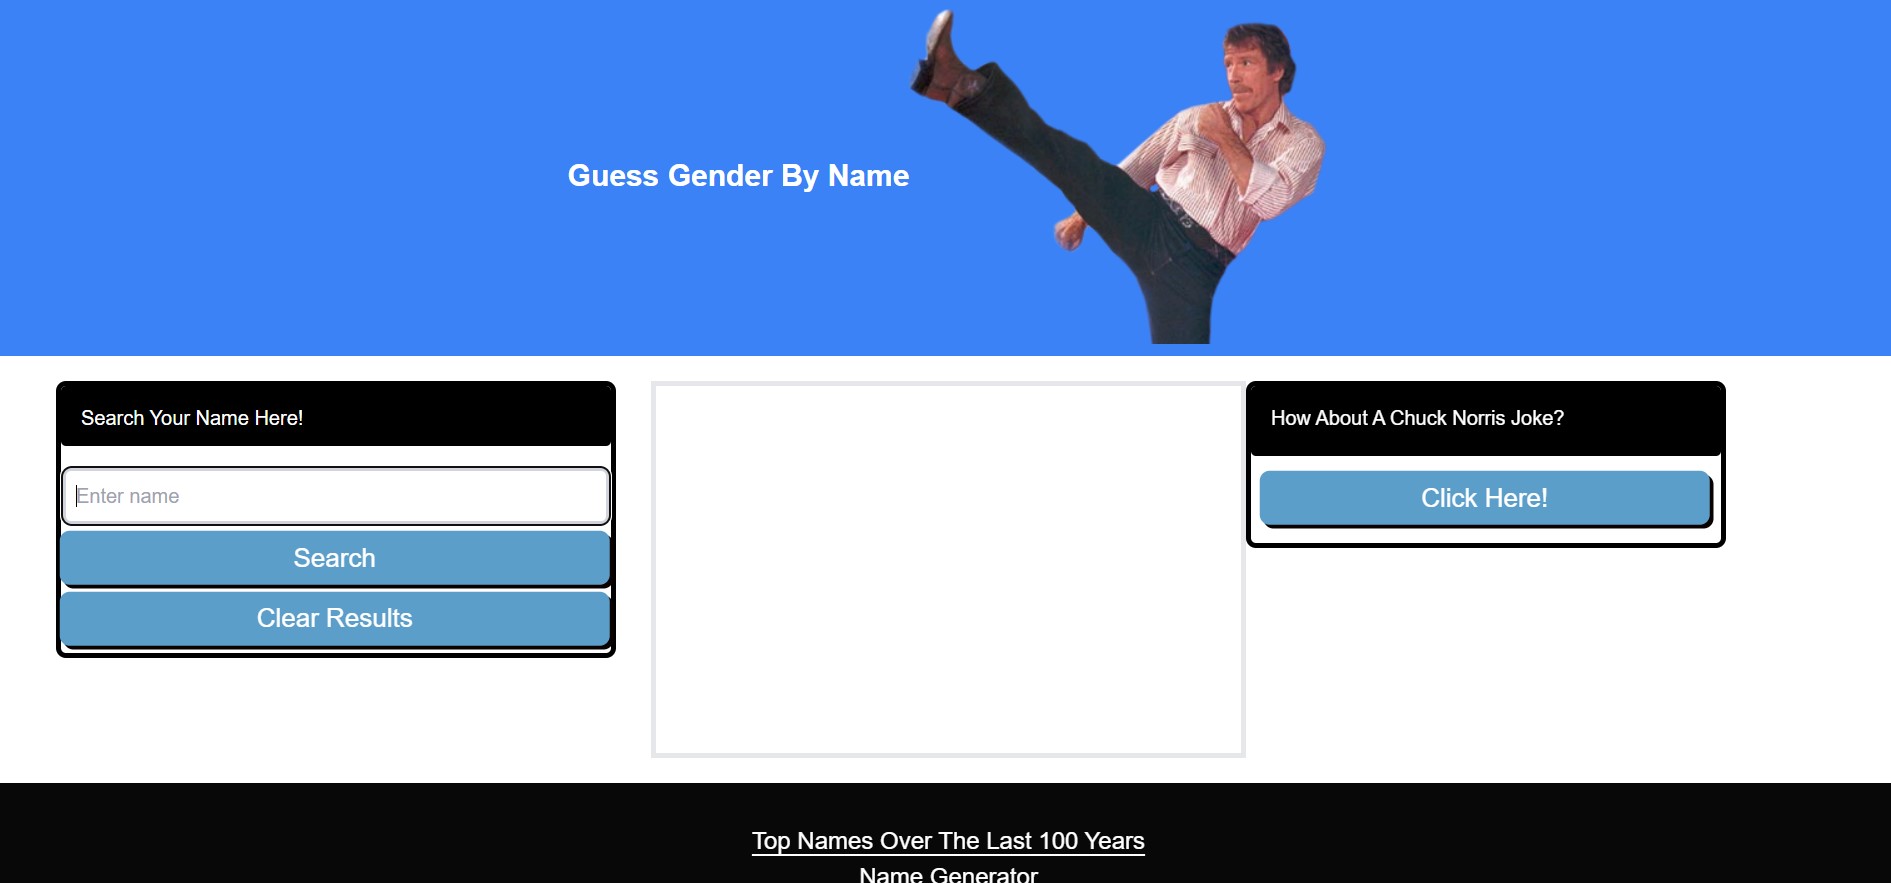 Guess Gender By Name
Search Your Name Here!
Enter name
Search
Clear Results
How About A Chuck Norris Joke?
Click Here!
Top Names Over The Last 100 Years
Name Generator